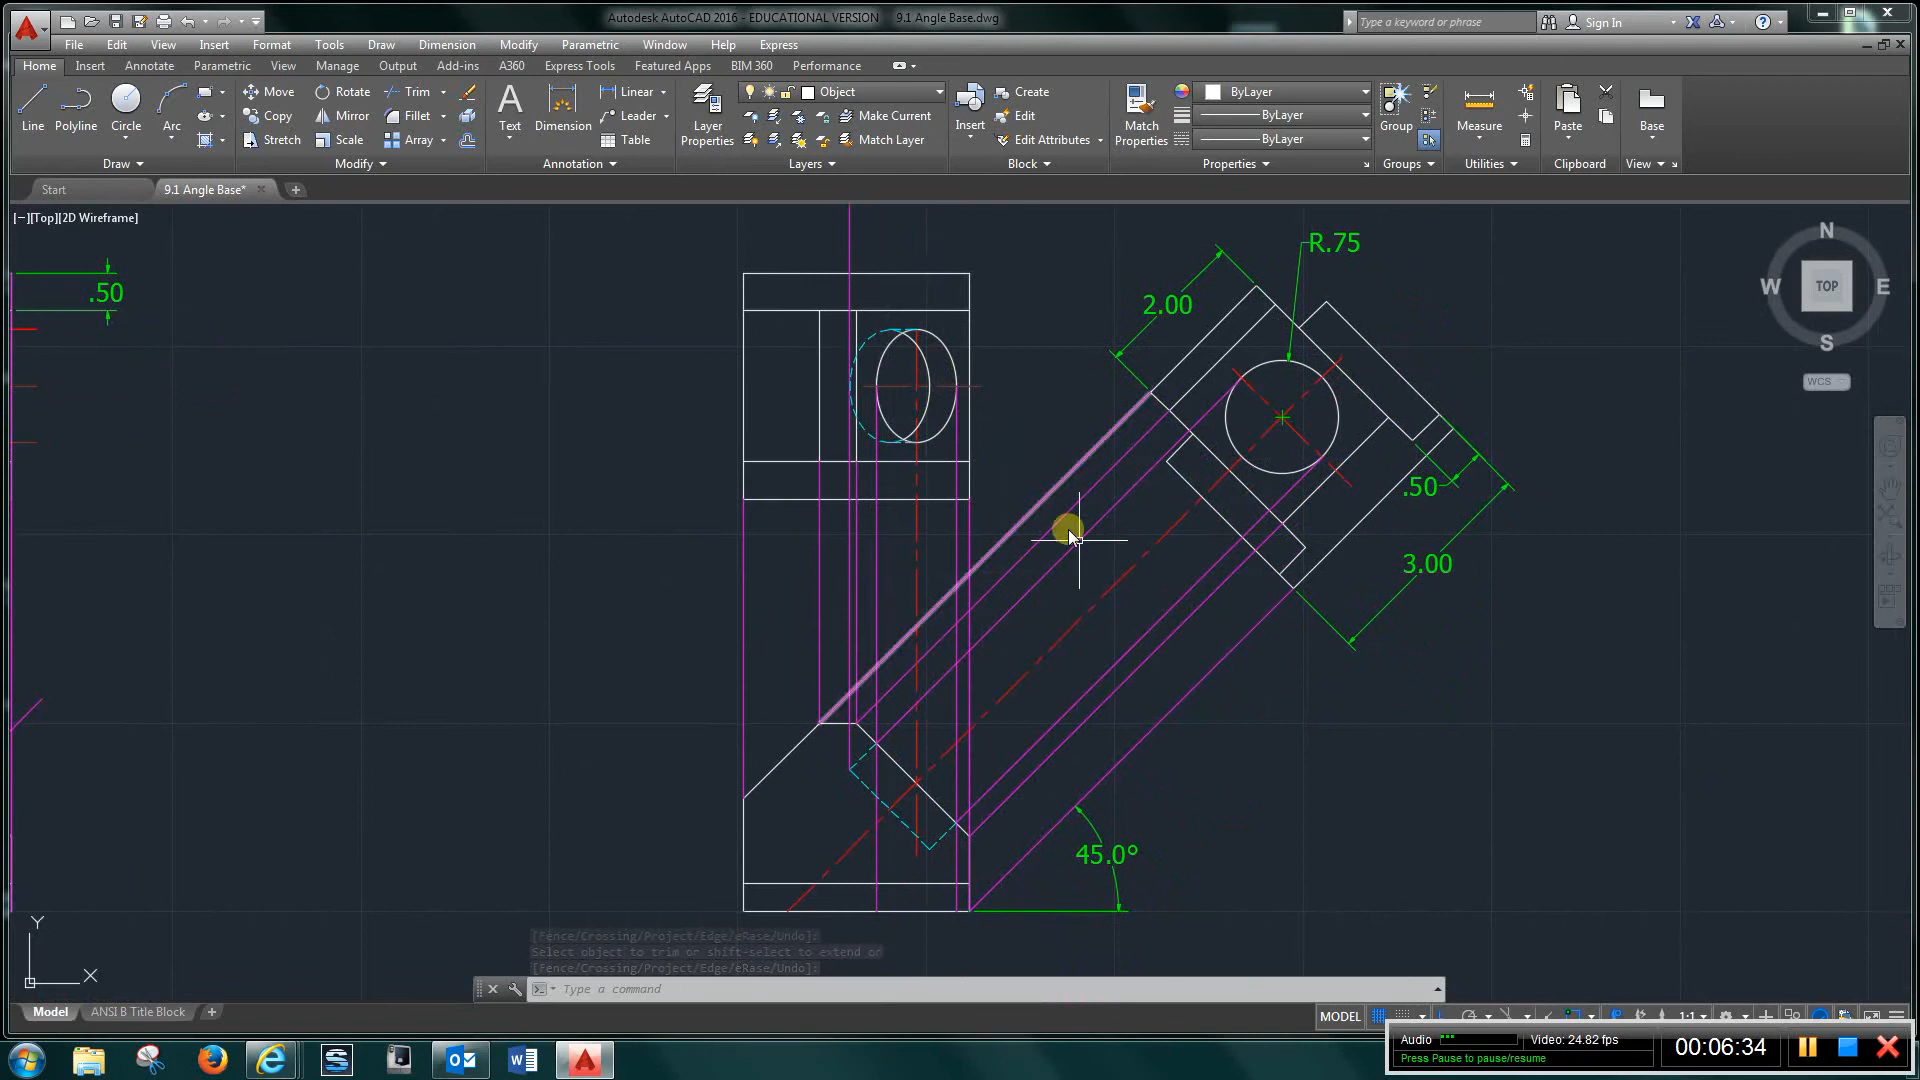 Autodesk AutoCAD 2016 - EDUCATIONAL VERSION 9.1 Angle Base.dwg
Type a keyword or phrase
Sign In
File Edit View Insert Format Tools Draw Dimension Modify Parametric Window Help Express
Home Insert Annotate Parametric View Manage Output Add-ins A360 Express Tools Featured Apps BIM 360 Performance
Line Polyline Circle Arc
Move Rotate Trim
Copy Mirror Fillet
Stretch Scale Array
Text Dimension
Linear
Leader
Table
Layer Properties
Object
Make Current
Match Layer
Insert
Create
Edit
Edit Attributes
Match Properties
ByLayer
ByLayer
ByLayer
Group
Measure
Paste
Base
Draw Modify Annotation Layers Block Properties Groups Utilities Clipboard View
Start 9.1 Angle Base*
[−][Top][2D Wireframe]
.50
R.75
2.00
.50
3.00
45.0°
N
W TOP E
S
WCS
Y
X
[Fence/Crossing/Project/Edge/eRase/Undo]:
Select object to trim or shift-select to extend or
[Fence/Crossing/Project/Edge/eRase/Undo]:
Type a command
Model ANSI B Title Block
MODEL
1:1
Audio
Video: 24.82 fps
Press Pause to pause/resume
00:06:34